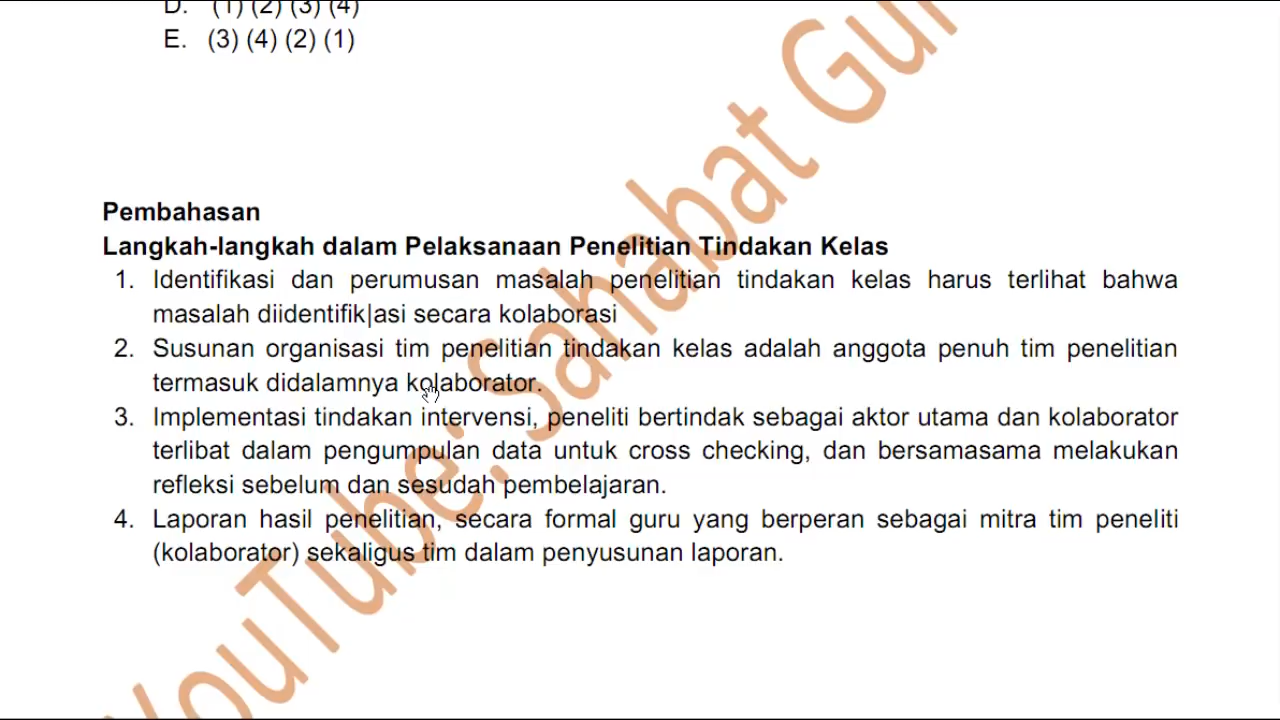 D. (1) (2) (3) (4)
E. (3) (4) (2) (1)
Pembahasan
Langkah-langkah dalam Pelaksanaan Penelitian Tindakan Kelas
1. Identifikasi dan perumusan masalah penelitian tindakan kelas harus terlihat bahwa
masalah diidentifik|asi secara kolaborasi
2. Susunan organisasi tim penelitian tindakan kelas adalah anggota penuh tim penelitian
termasuk didalamnya kolaborator.
3. Implementasi tindakan intervensi, peneliti bertindak sebagai aktor utama dan kolaborator
terlibat dalam pengumpulan data untuk cross checking, dan bersamasama melakukan
refleksi sebelum dan sesudah pembelajaran.
4. Laporan hasil penelitian, secara formal guru yang berperan sebagai mitra tim peneliti
(kolaborator) sekaligus tim dalam penyusunan laporan.
YouTube: Sahabat